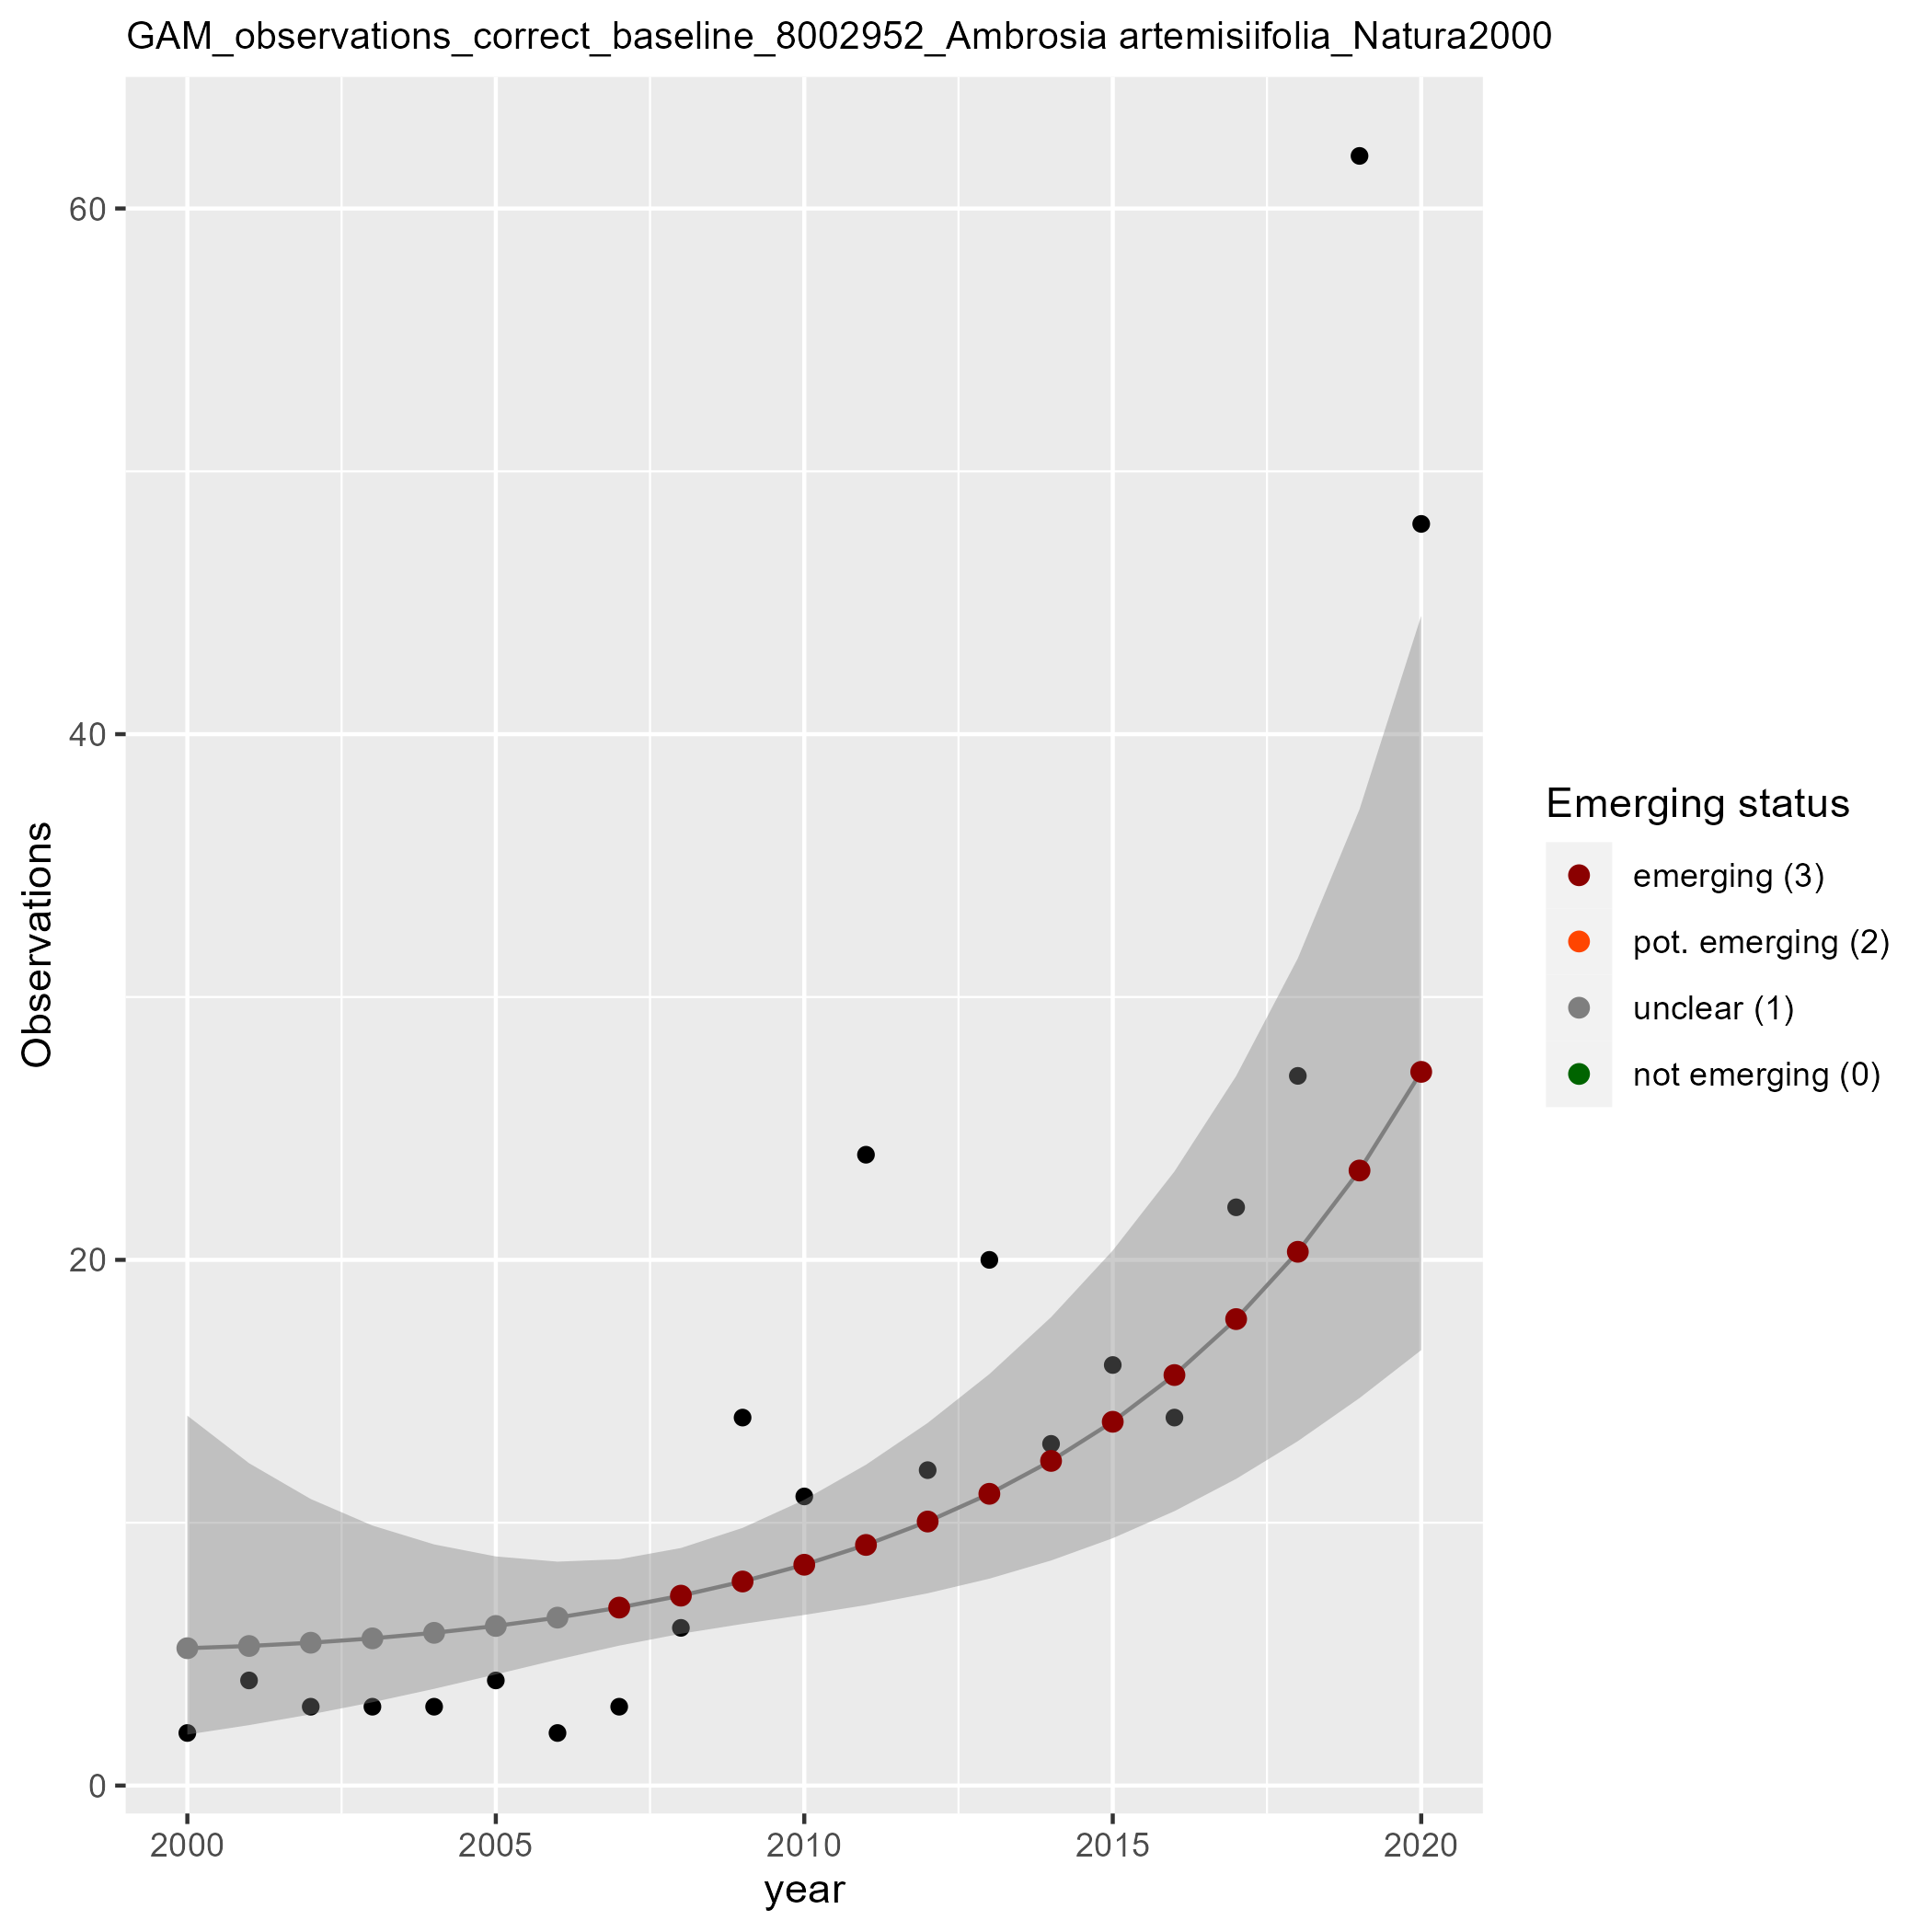 GAM_observations_correct_baseline_8002952_Ambrosia artemisiifolia_Natura2000
60
40
20
0
Observations
2000 2005 2010 2015 2020
year
Emerging status
emerging (3)
pot. emerging (2)
unclear (1)
not emerging (0)